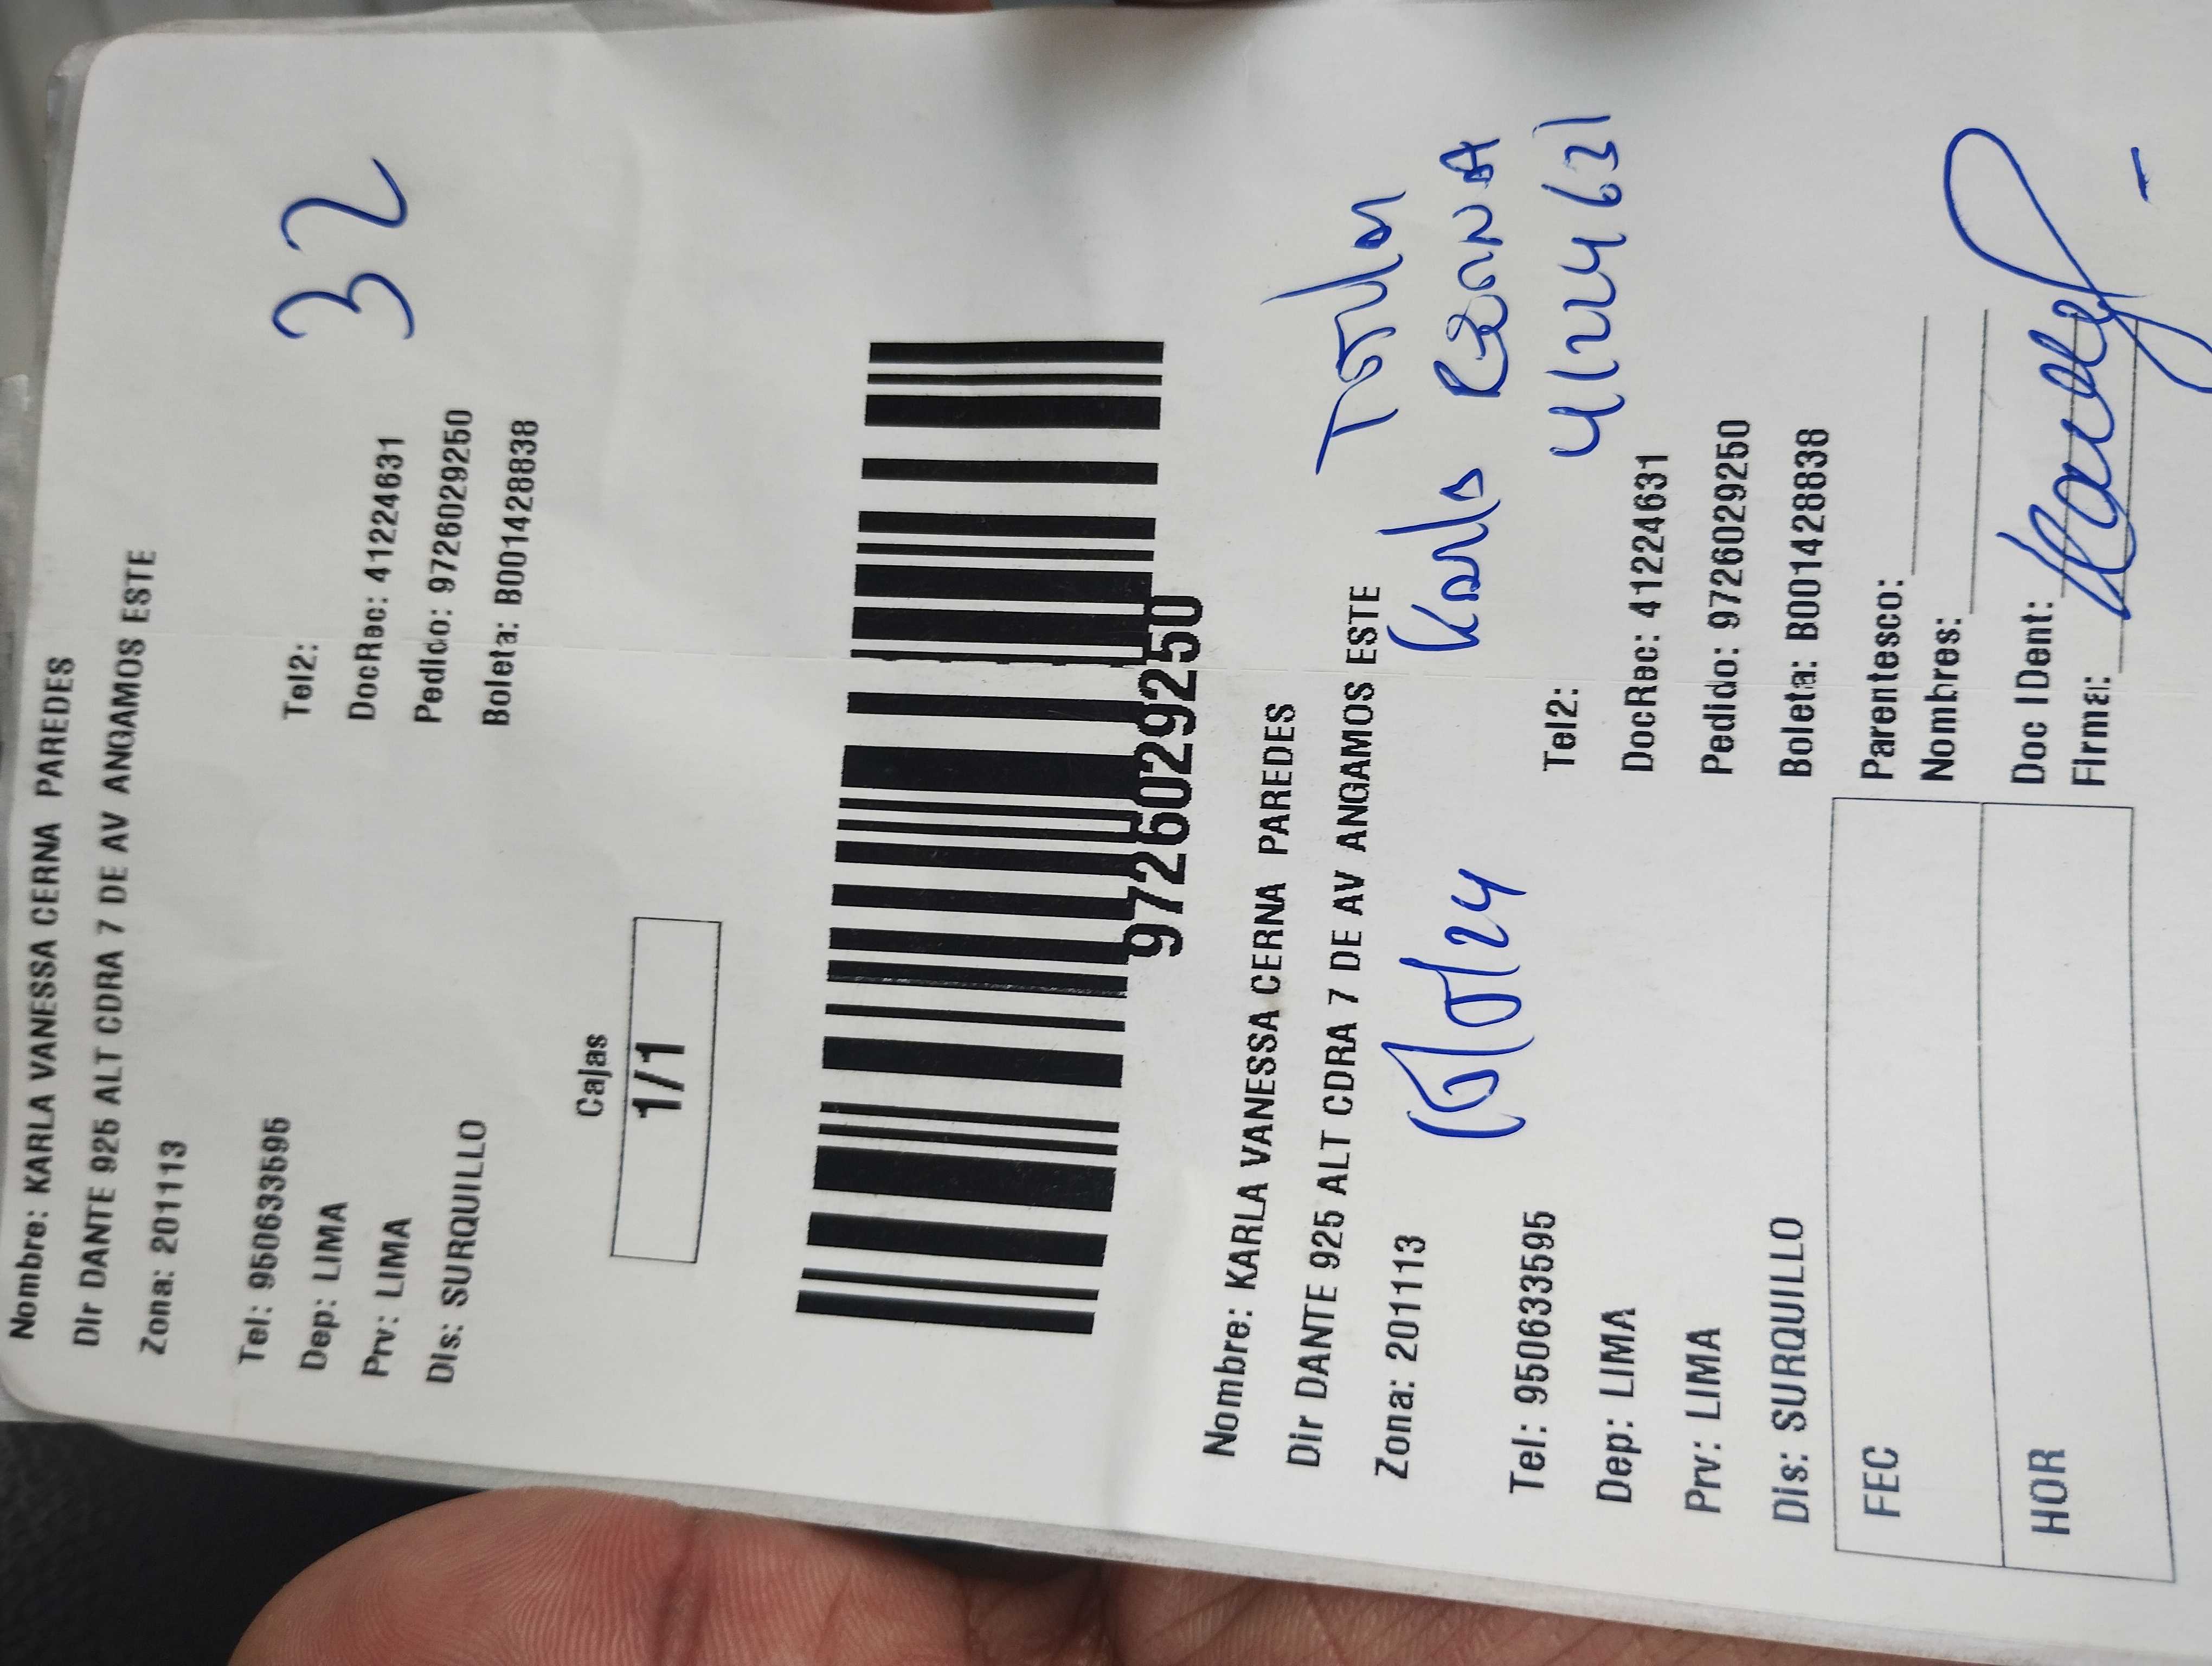 Nombre: KARLA VANESSA CERNA PAREDES
Dir DANTE 925 ALT CDRA 7 DE AV ANGAMOS ESTE
Zona: 201113
32
Tel: 950633595
Tel2:
Dep: LIMA
DocRec: 41224631
Prv: LIMA
Pedido: 9726029250
Dis: SURQUILLO
Boleta: B001428838
Cajas
1/1
9726029250
Nombre: KARLA VANESSA CERNA PAREDES
Dir DANTE 925 ALT CDRA 7 DE AV ANGAMOS ESTE
Zona: 201113
Karla CERNA
41224631
Tel: 950633595
Tel2:
Dep: LIMA
DocRec: 41224631
Prv: LIMA
Pedido: 9726029250
Dis: SURQUILLO
Boleta: B001428838
FEC
Parentesco:
Nombres:
HOR
Doc IDent:
Firma: